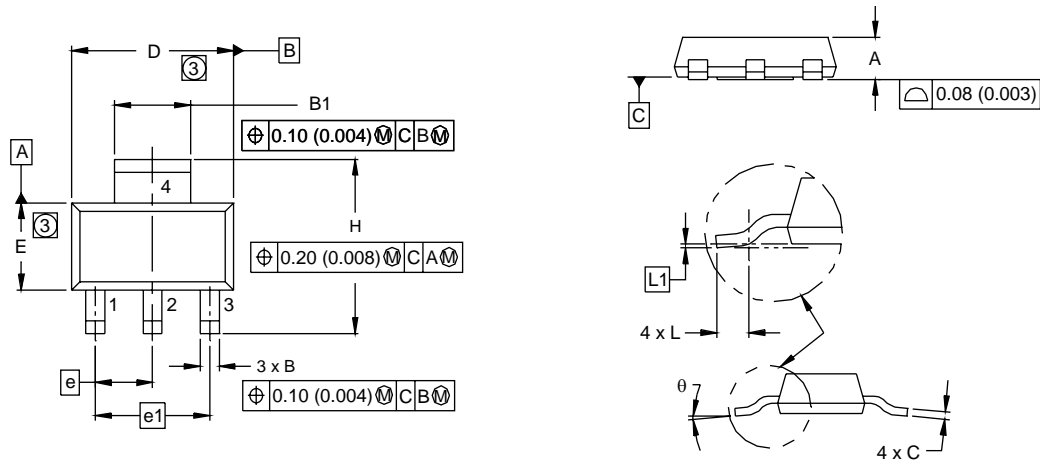 D
③
B
B1
⌖ 0.10 (0.004) Ⓜ C B Ⓜ
A
4
③
E
H
⌖ 0.20 (0.008) Ⓜ C A Ⓜ
1
2
3
3 x B
e
e1
⌖ 0.10 (0.004) Ⓜ C B Ⓜ
A
C
⌓ 0.08 (0.003)
L1
4 x L
θ
4 x C